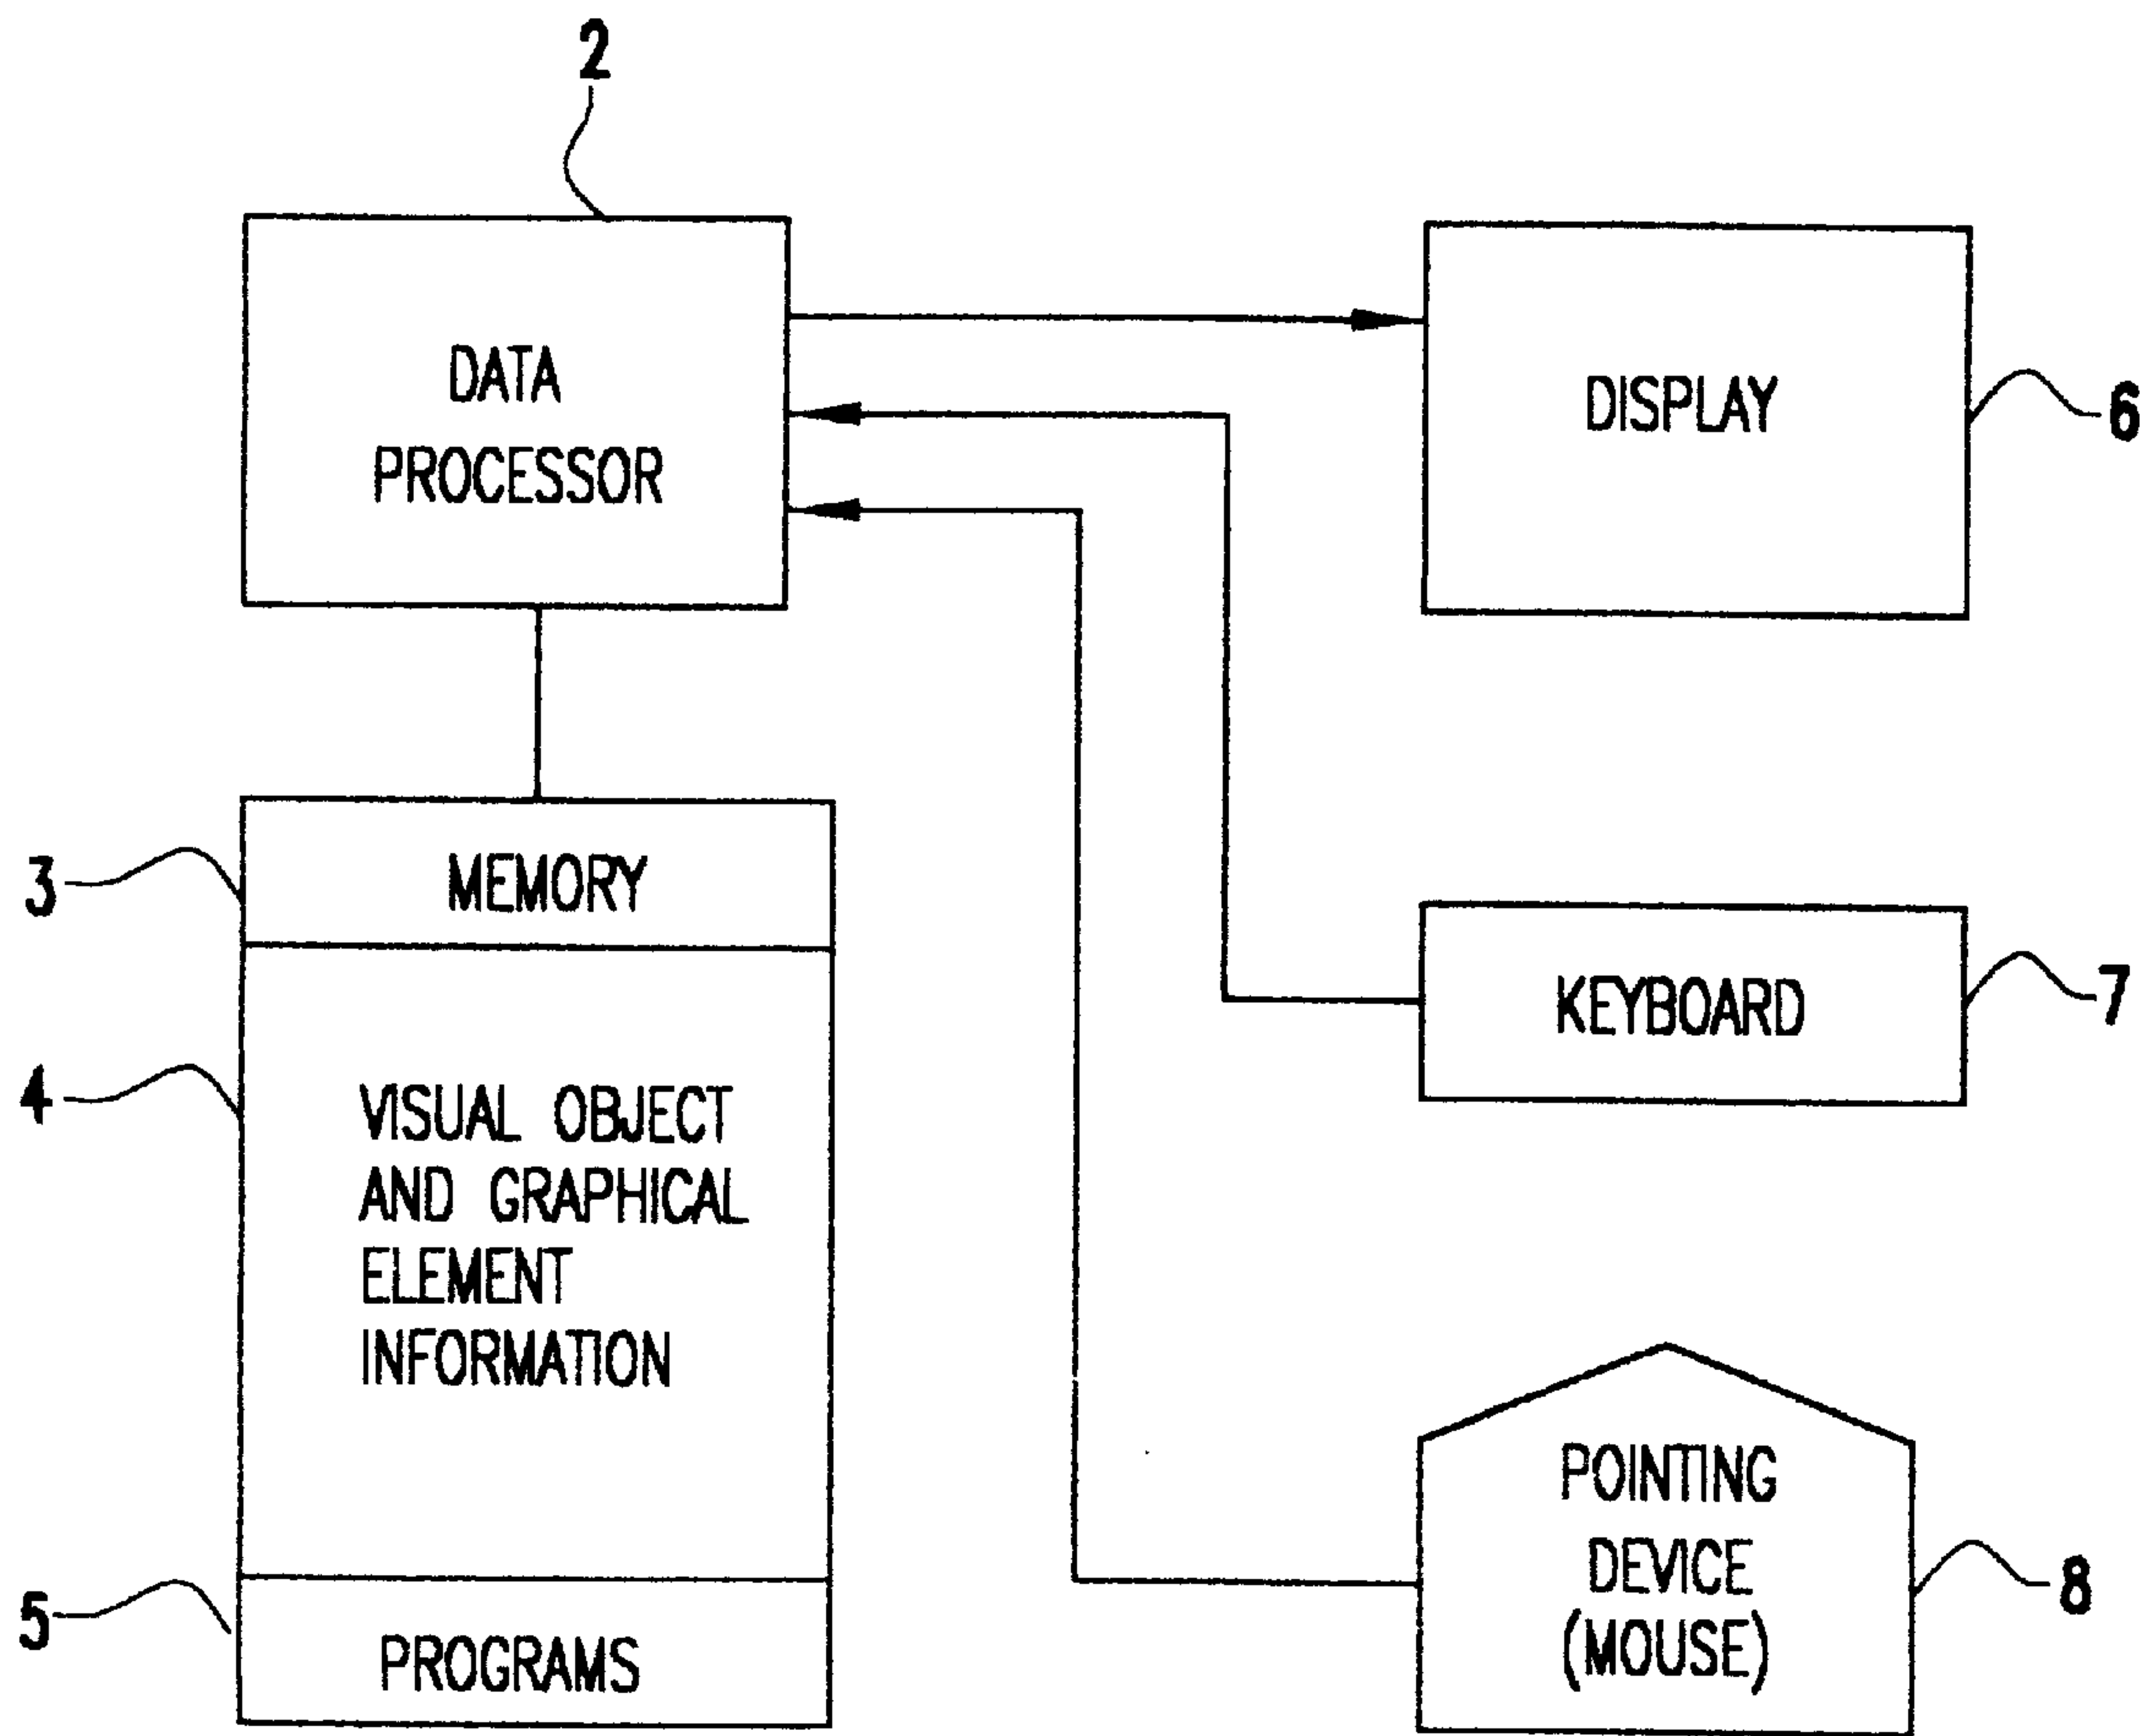 2
DATA
PROCESSOR
DISPLAY
6
3
MEMORY
KEYBOARD
7
4
VISUAL OBJECT
AND GRAPHICAL
ELEMENT
INFORMATION
POINTING
DEVICE
(MOUSE)
8
5
PROGRAMS